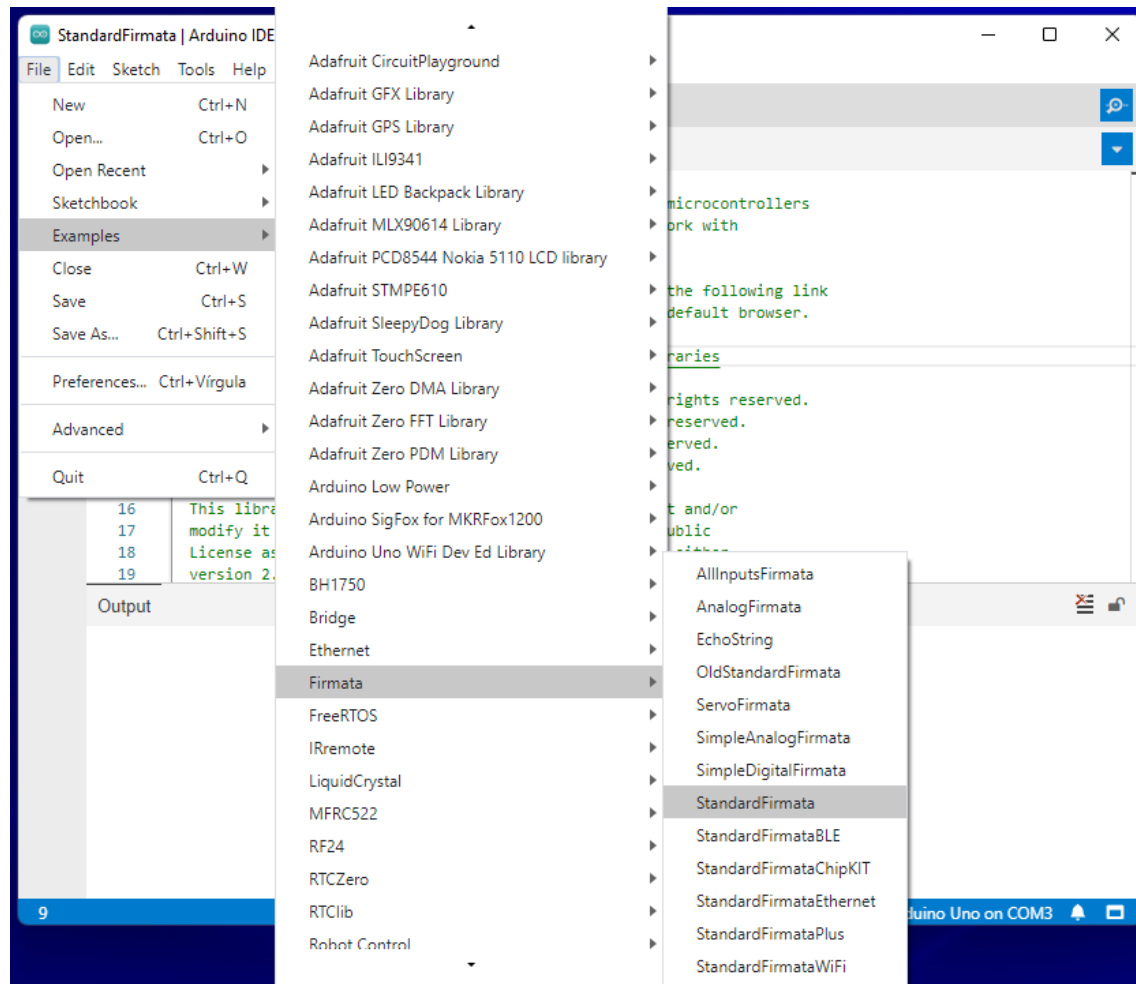 StandardFirmata | Arduino IDE
File Edit Sketch Tools Help
New Ctrl+N
Open... Ctrl+O
Open Recent
Sketchbook
Examples
Close Ctrl+W
Save Ctrl+S
Save As... Ctrl+Shift+S
Preferences... Ctrl+Vírgula
Advanced
Quit Ctrl+Q
Adafruit CircuitPlayground
Adafruit GFX Library
Adafruit GPS Library
Adafruit ILI9341
Adafruit LED Backpack Library
Adafruit MLX90614 Library
Adafruit PCD8544 Nokia 5110 LCD library
Adafruit STMPE610
Adafruit SleepyDog Library
Adafruit TouchScreen
Adafruit Zero DMA Library
Adafruit Zero FFT Library
Adafruit Zero PDM Library
Arduino Low Power
Arduino SigFox for MKRFox1200
Arduino Uno WiFi Dev Ed Library
BH1750
Bridge
Ethernet
Firmata
FreeRTOS
IRremote
LiquidCrystal
MFRC522
RF24
RTCZero
RTClib
Robot Control
AllInputsFirmata
AnalogFirmata
EchoString
OldStandardFirmata
ServoFirmata
SimpleAnalogFirmata
SimpleDigitalFirmata
StandardFirmata
StandardFirmataBLE
StandardFirmataChipKIT
StandardFirmataEthernet
StandardFirmataPlus
StandardFirmataWiFi
microcontrollers
ork with
the following link
default browser.
raries
rights reserved.
reserved.
erved.
ved.
t and/or
ublic
16 This libra
17 modify it
18 License as
19 version 2.
Output
9
duino Uno on COM3